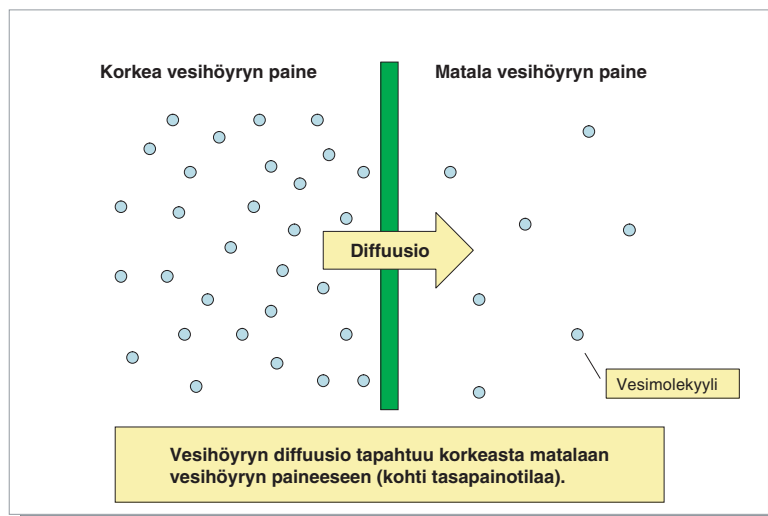 Korkea vesihöyryn paine
Matala vesihöyryn paine
Diffuusio
Vesimolekyyli
Vesihöyryn diffuusio tapahtuu korkeasta matalaan
vesihöyryn paineeseen (kohti tasapainotilaa).